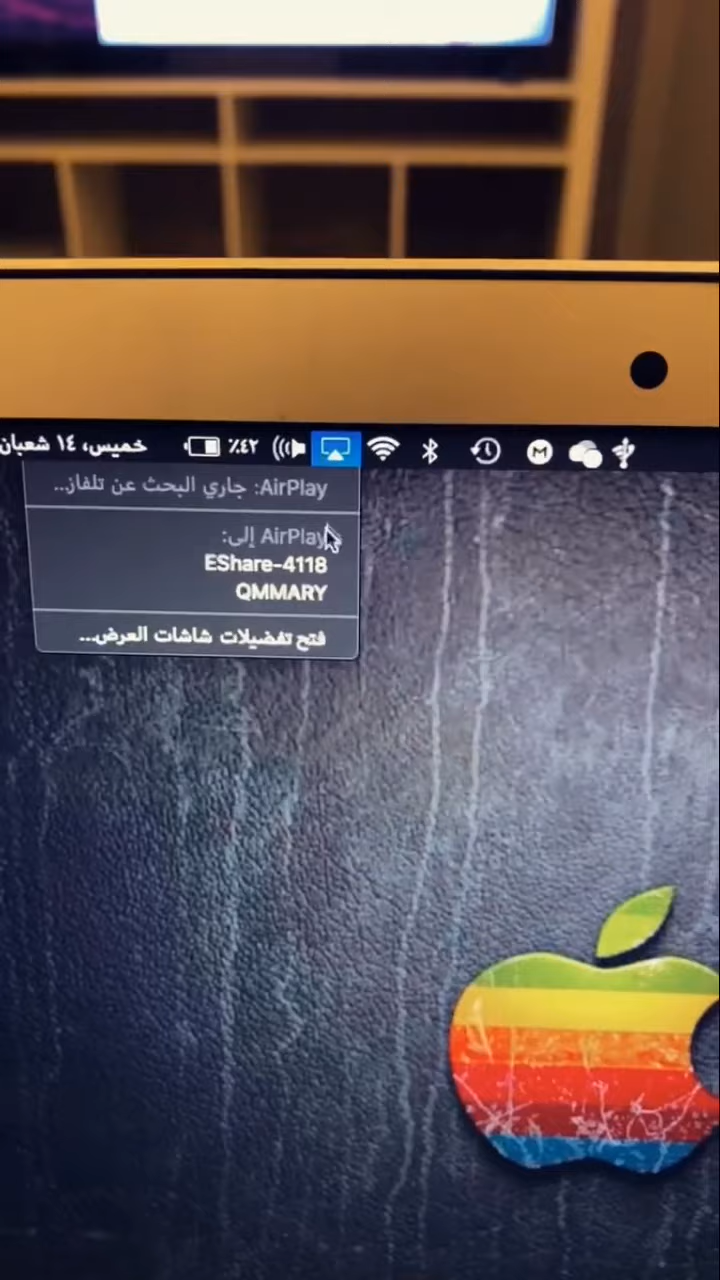 خميس، ١٤ شعبان
٪٤٢
AirPlay: جاري البحث عن تلفاز...
AirPlay إلى:
EShare-4118
QMMARY
فتح تفضيلات شاشات العرض...